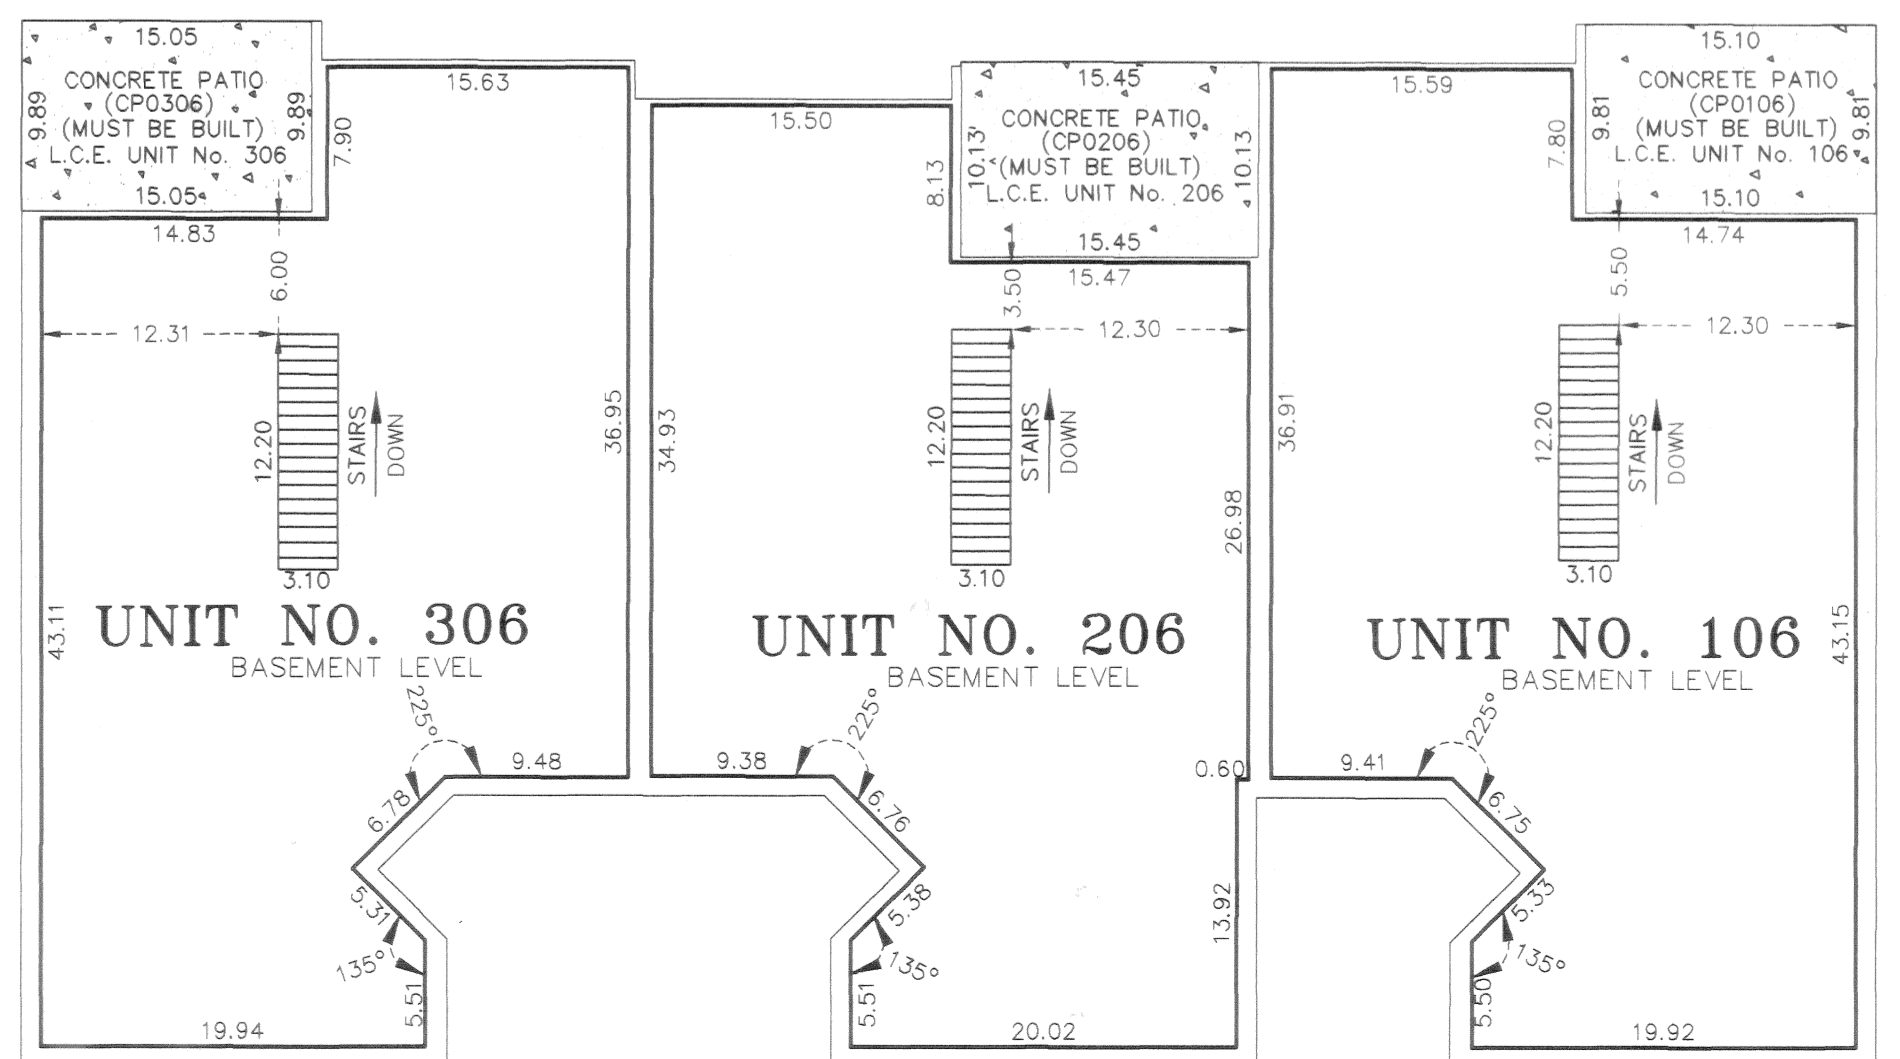 15.05
CONCRETE PATIO
(CP0306)
(MUST BE BUILT)
L.C.E. UNIT No. 306
9.89
9.89
15.05
15.63
7.90
14.83
6.00
12.31
12.20
3.10
STAIRS
DOWN
36.95
43.11
UNIT NO. 306
BASEMENT LEVEL
225°
9.48
6.78
5.31
135°
5.51
19.94
15.50
8.13
15.45
CONCRETE PATIO
(CP0206)
(MUST BE BUILT)
L.C.E. UNIT No. 206
10.13'
10.13
15.45
15.47
3.50
12.30
34.93
12.20
3.10
STAIRS
DOWN
26.98
UNIT NO. 206
BASEMENT LEVEL
225°
9.38
6.76
5.38
135°
5.51
0.60
13.92
20.02
15.59
7.80
15.10
CONCRETE PATIO
(CP0106)
(MUST BE BUILT)
L.C.E. UNIT No. 106
9.81
9.81
15.10
14.74
5.50
12.30
36.91
12.20
3.10
STAIRS
DOWN
43.15
UNIT NO. 106
BASEMENT LEVEL
225°
9.41
6.75
5.33
135°
5.50
19.92